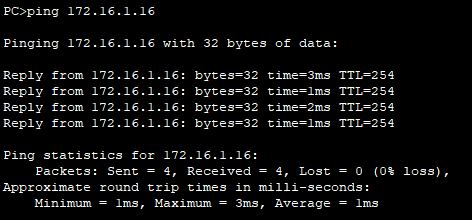 PC>ping 172.16.1.16
Pinging 172.16.1.16 with 32 bytes of data:
Reply from 172.16.1.16: bytes=32 time=3ms TTL=254
Reply from 172.16.1.16: bytes=32 time=1ms TTL=254
Reply from 172.16.1.16: bytes=32 time=2ms TTL=254
Reply from 172.16.1.16: bytes=32 time=1ms TTL=254
Ping statistics for 172.16.1.16:
Packets: Sent = 4, Received = 4, Lost = 0 (0% loss),
Approximate round trip times in milli-seconds:
Minimum = 1ms, Maximum = 3ms, Average = 1ms